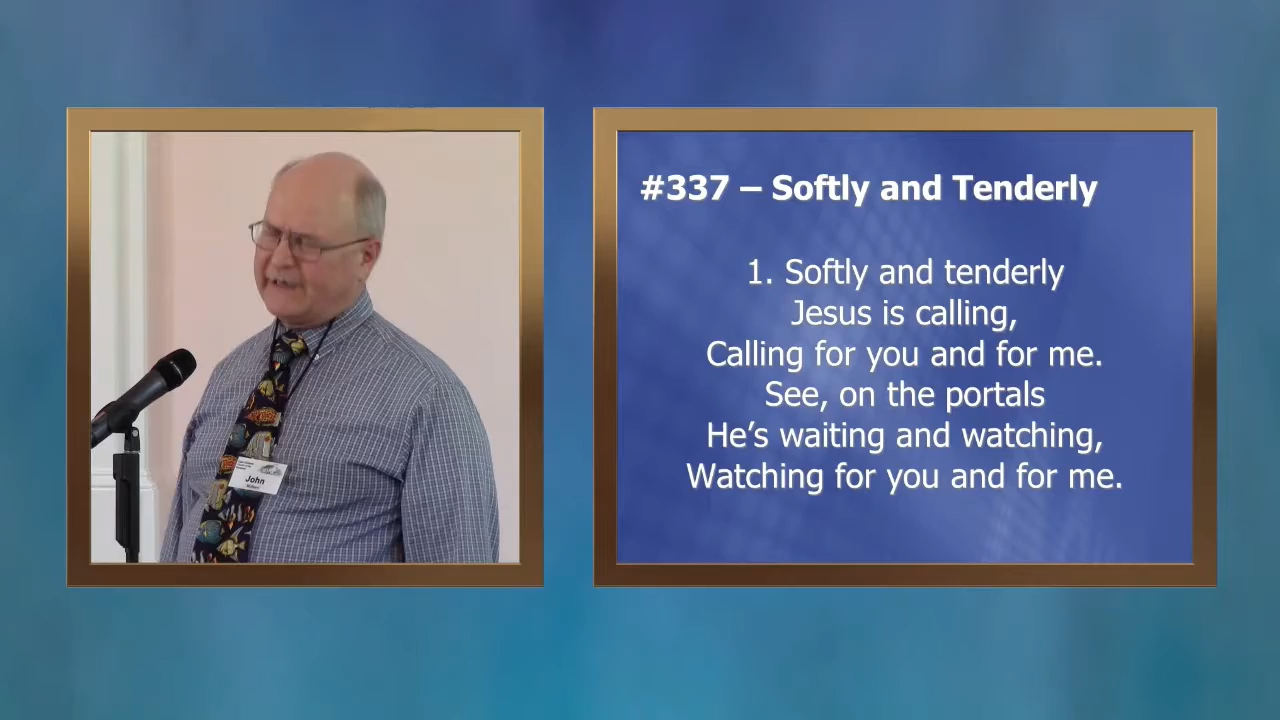 John
#337 – Softly and Tenderly
1. Softly and tenderly
Jesus is calling,
Calling for you and for me.
See, on the portals
He’s waiting and watching,
Watching for you and for me.